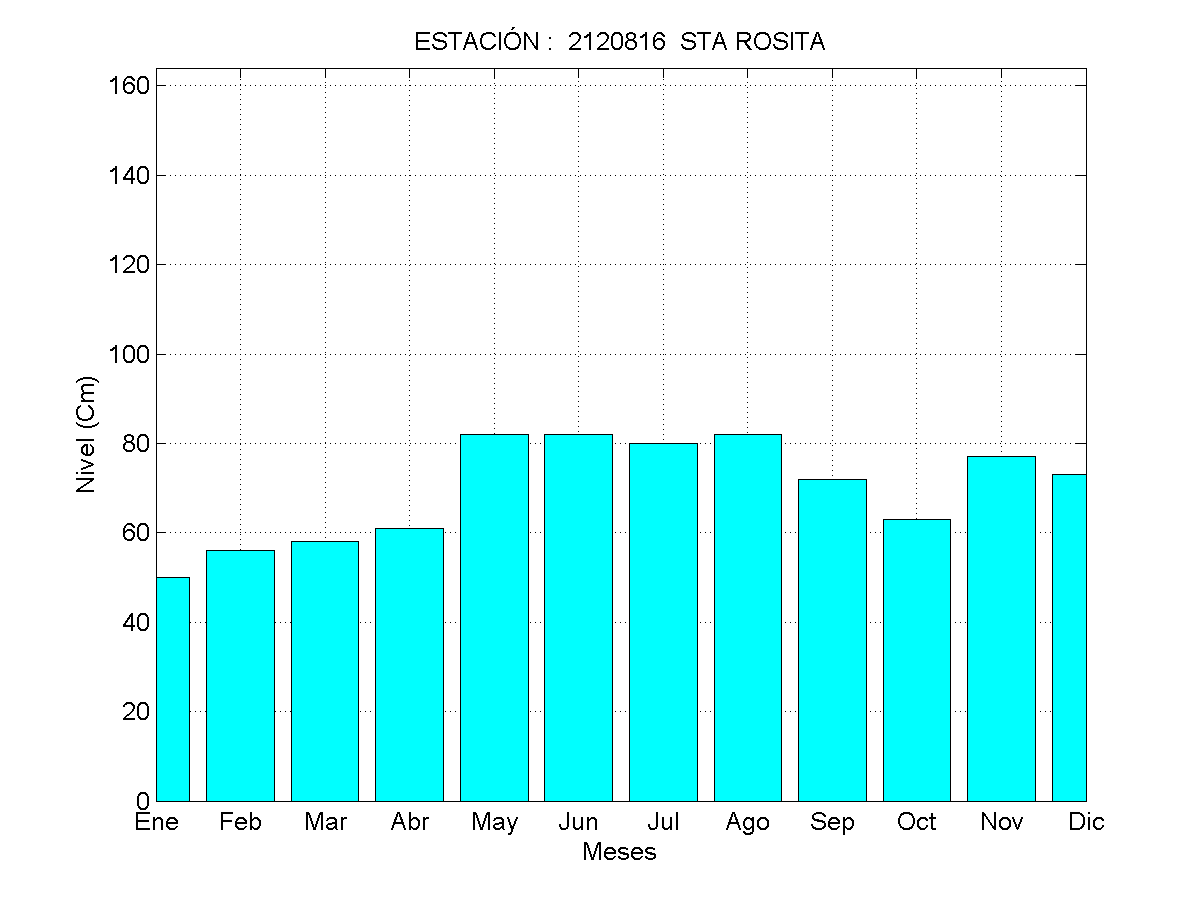 ESTACIÓN :  2120816  STA ROSITA
160
140
120
100
80
60
40
20
0
Nivel (Cm)
Ene Feb Mar Abr May Jun Jul Ago Sep Oct Nov Dic
Meses